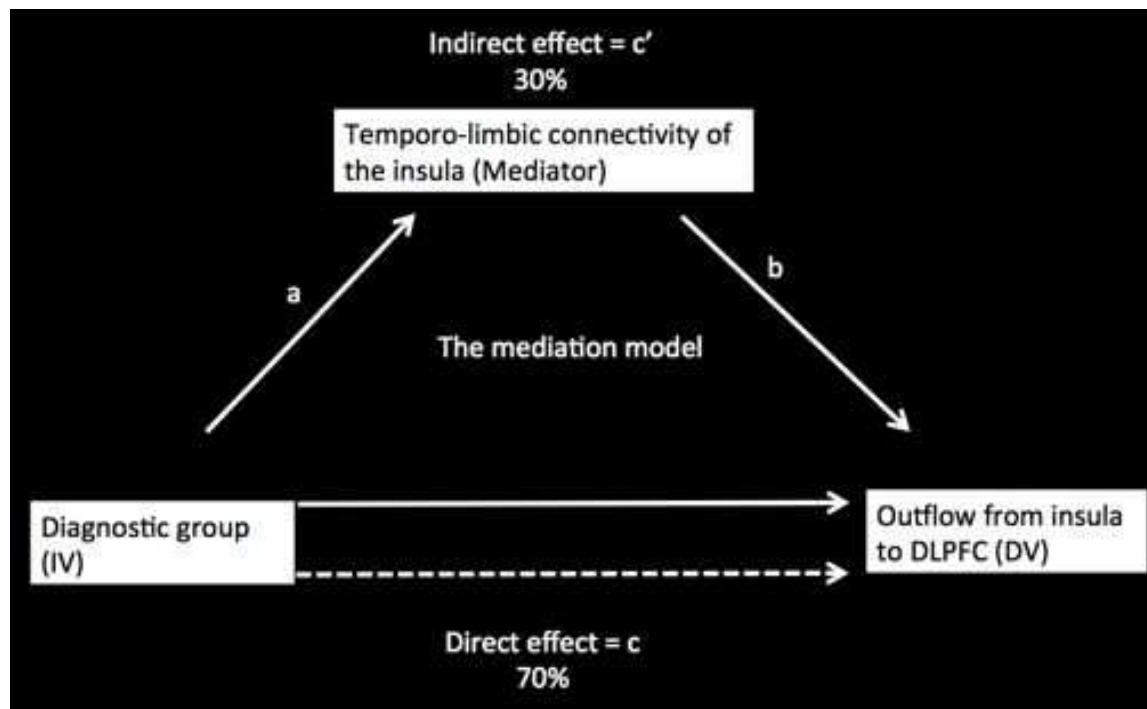 Indirect effect = c’
30%
Temporo-limbic connectivity of
the insula (Mediator)
a
b
The mediation model
Diagnostic group
(IV)
Outflow from insula
to DLPFC (DV)
Direct effect = c
70%